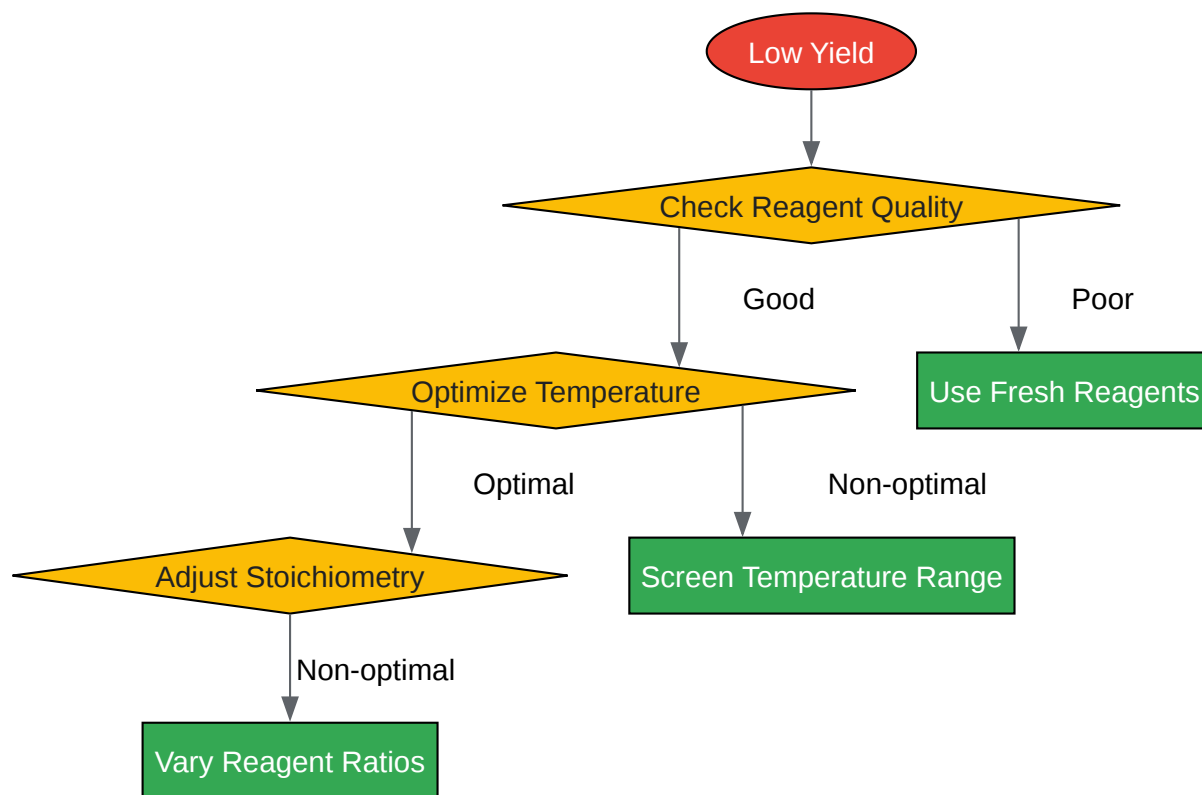 Low Yield
Check Reagent Quality
Good
Poor
Optimize Temperature
Use Fresh Reagents
Optimal
Non-optimal
Adjust Stoichiometry
Screen Temperature Range
Non-optimal
Vary Reagent Ratios